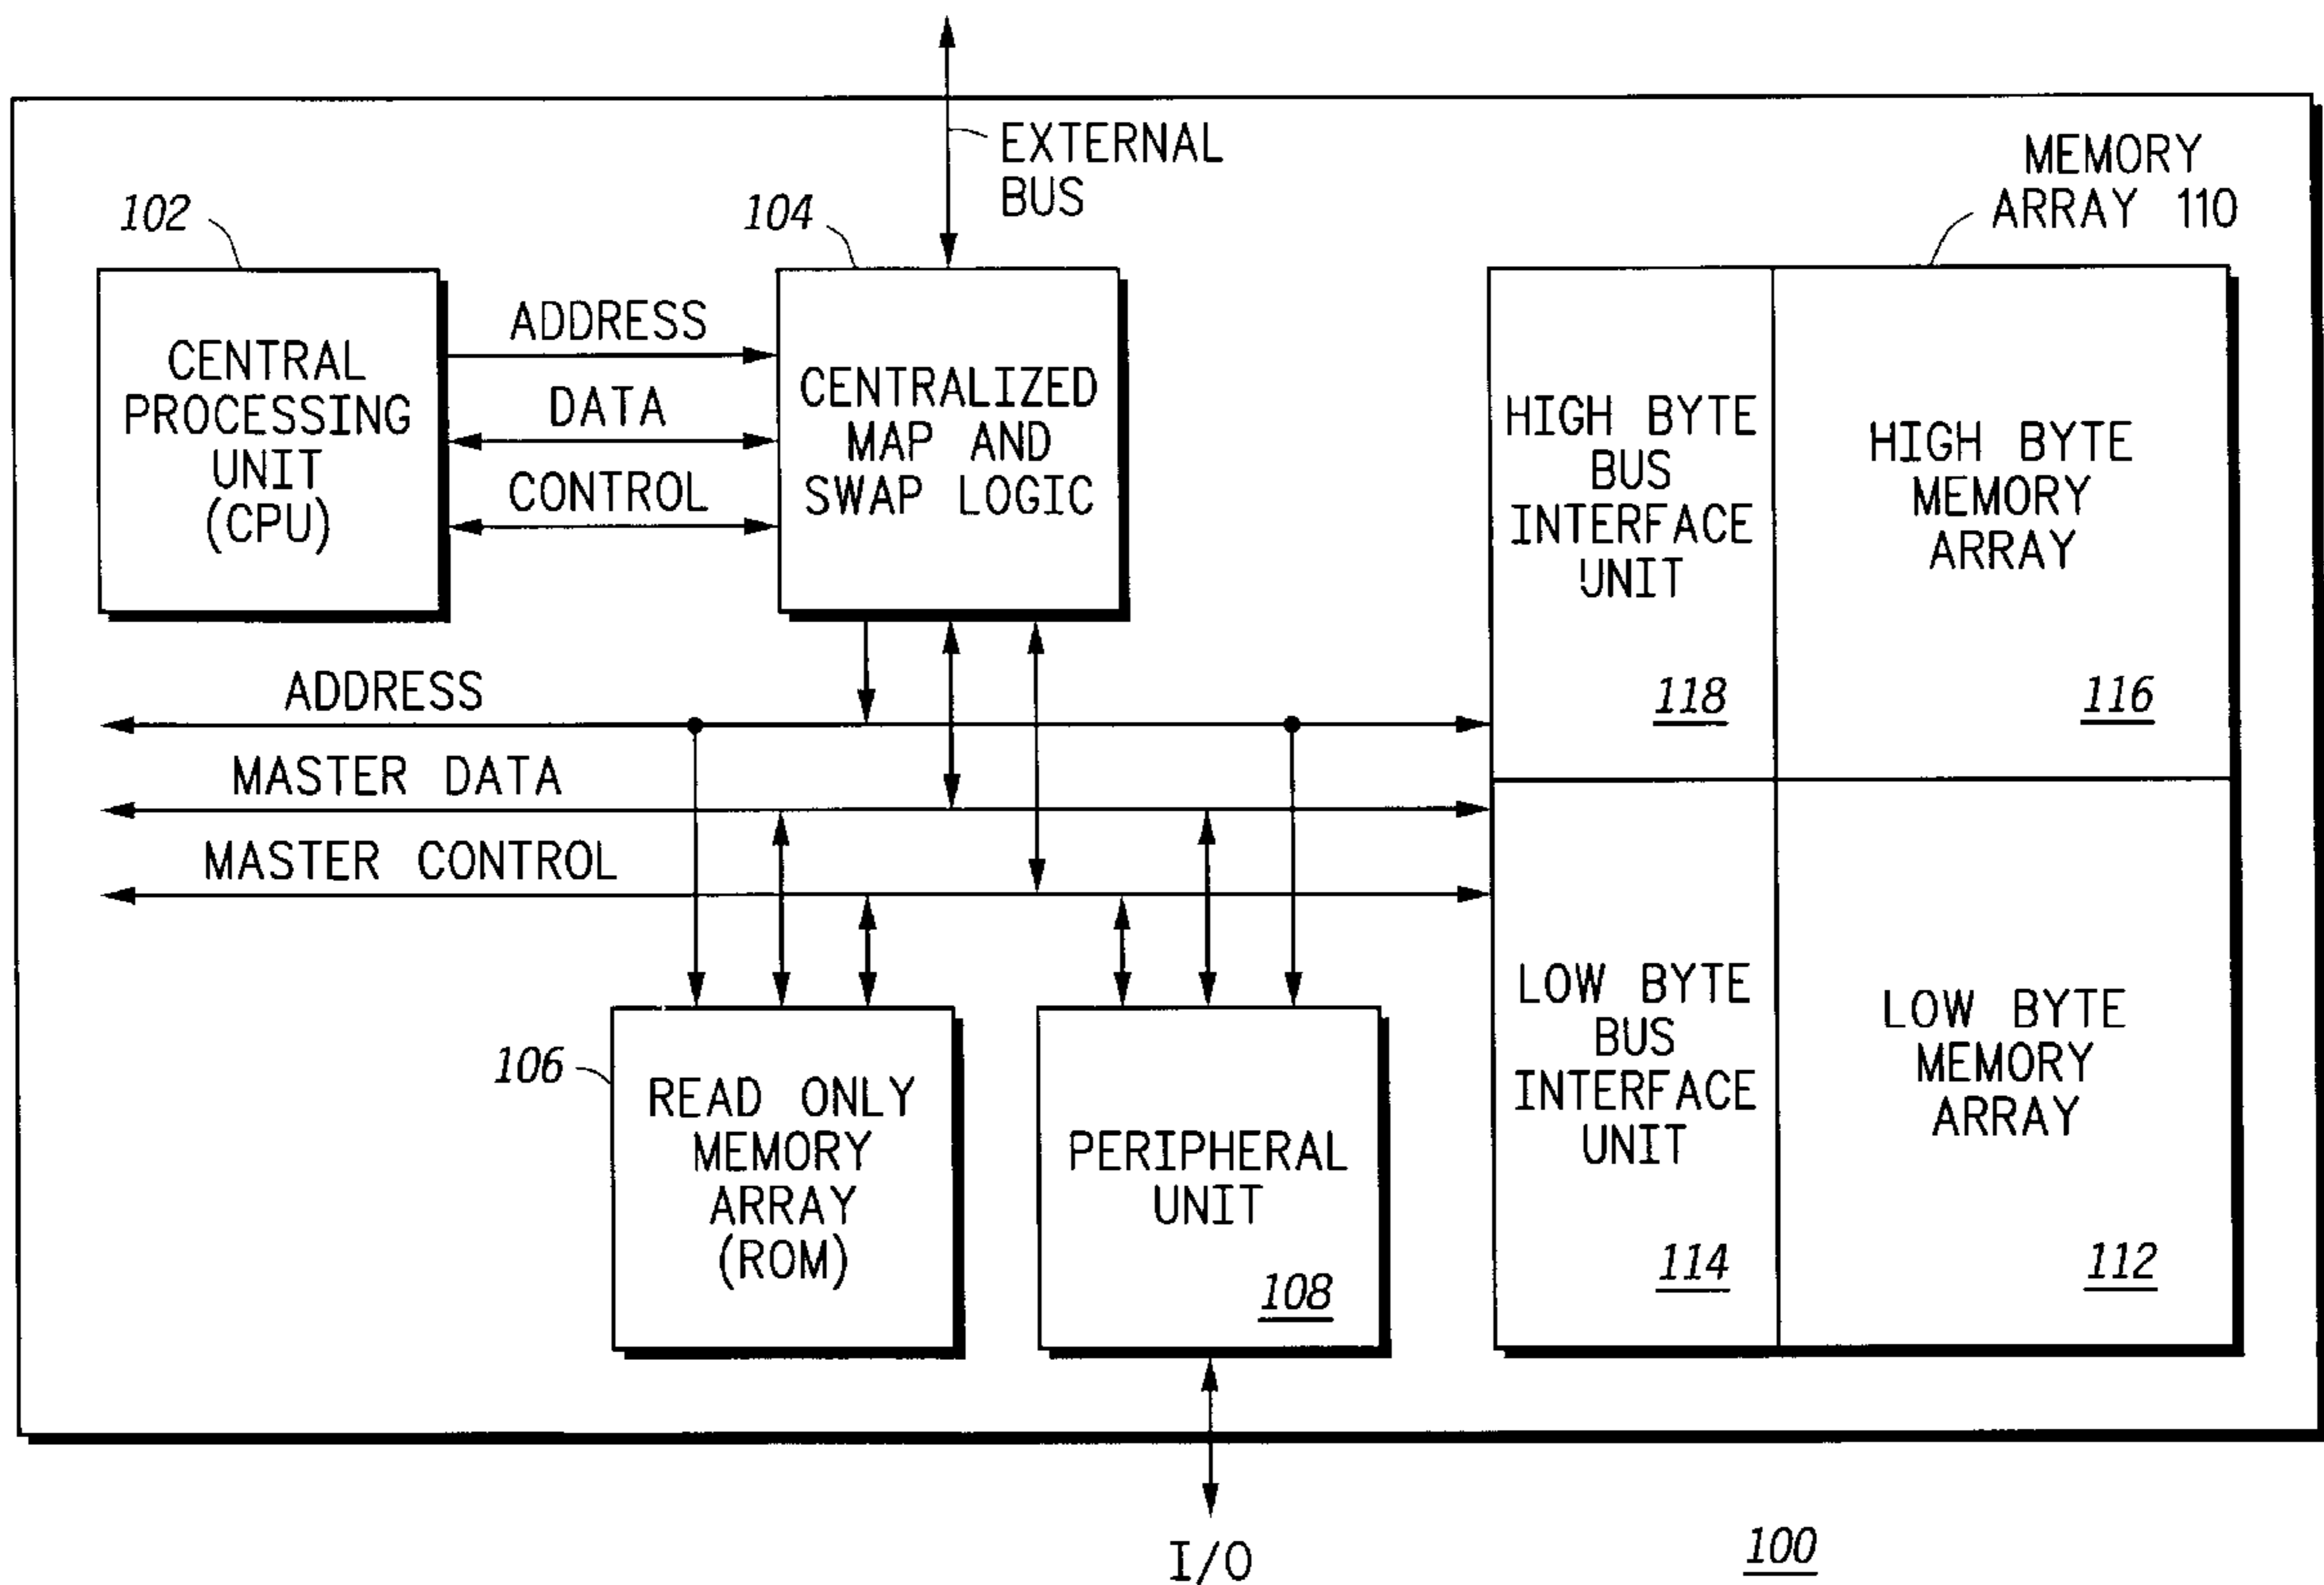 EXTERNAL
BUS
MEMORY
ARRAY 110
102
104
CENTRAL
PROCESSING
UNIT
(CPU)
ADDRESS
DATA
CONTROL
CENTRALIZED
MAP AND
SWAP LOGIC
HIGH BYTE
BUS
INTERFACE
UNIT
118
HIGH BYTE
MEMORY
ARRAY
116
ADDRESS
MASTER DATA
MASTER CONTROL
LOW BYTE
BUS
INTERFACE
UNIT
114
LOW BYTE
MEMORY
ARRAY
112
106
READ ONLY
MEMORY
ARRAY
(ROM)
PERIPHERAL
UNIT
108
I/O
100